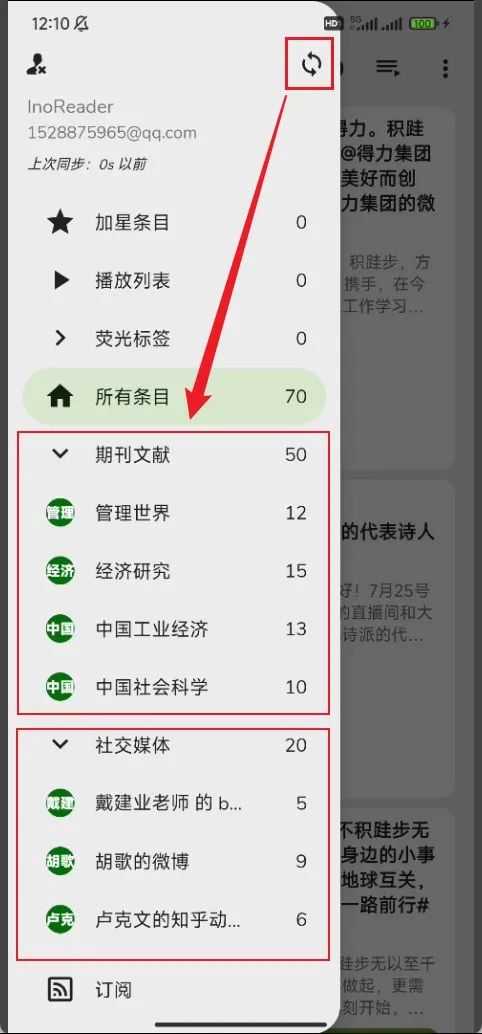 12:10
HD1
5G
100
InoReader
1528875965@qq.com
上次同步：0s 以前
加星条目 0
播放列表 0
荧光标签 0
所有条目 70
期刊文献 50
管理 管理世界 12
经济 经济研究 15
中国 中国工业经济 13
中国 中国社会科学 10
社交媒体 20
戴建 戴建业老师 的 b... 5
胡歌 胡歌的微博 9
卢克 卢克文的知乎动... 6
订阅
得力。积跬
@得力集团
美好而创
力集团的微
积跬步，方
携手，在今
工作学习...
的代表诗人
好！7月25号
的直播间和大
诗派的代...
不积跬步无
身边的小事
地球互关，
一路前行#
跬步无以至千
做起，更需
刻开始，...